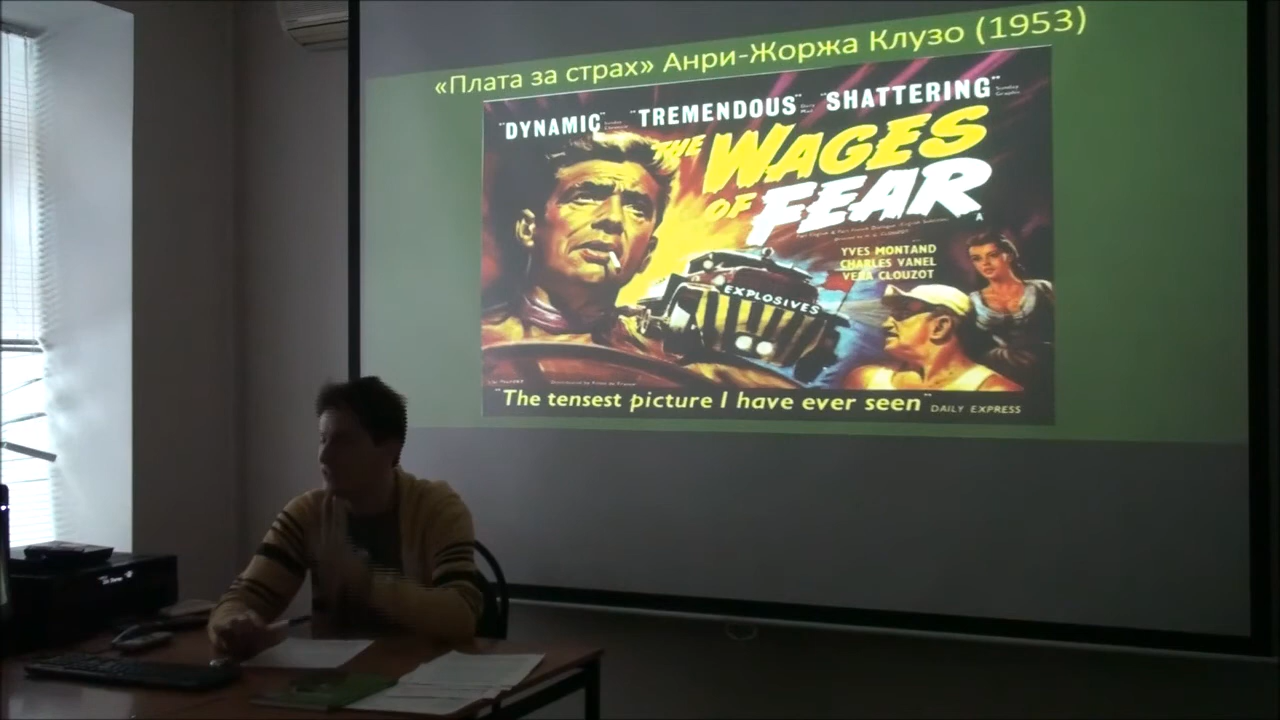 «Плата за страх» Анри-Жоржа Клузо (1953)
"DYNAMIC" "TREMENDOUS" "SHATTERING"
THE WAGES
OF FEAR
A
YVES MONTAND
CHARLES VANEL
VERA CLOUZOT
EXPLOSIVES
"The tensest picture I have ever seen" DAILY EXPRESS